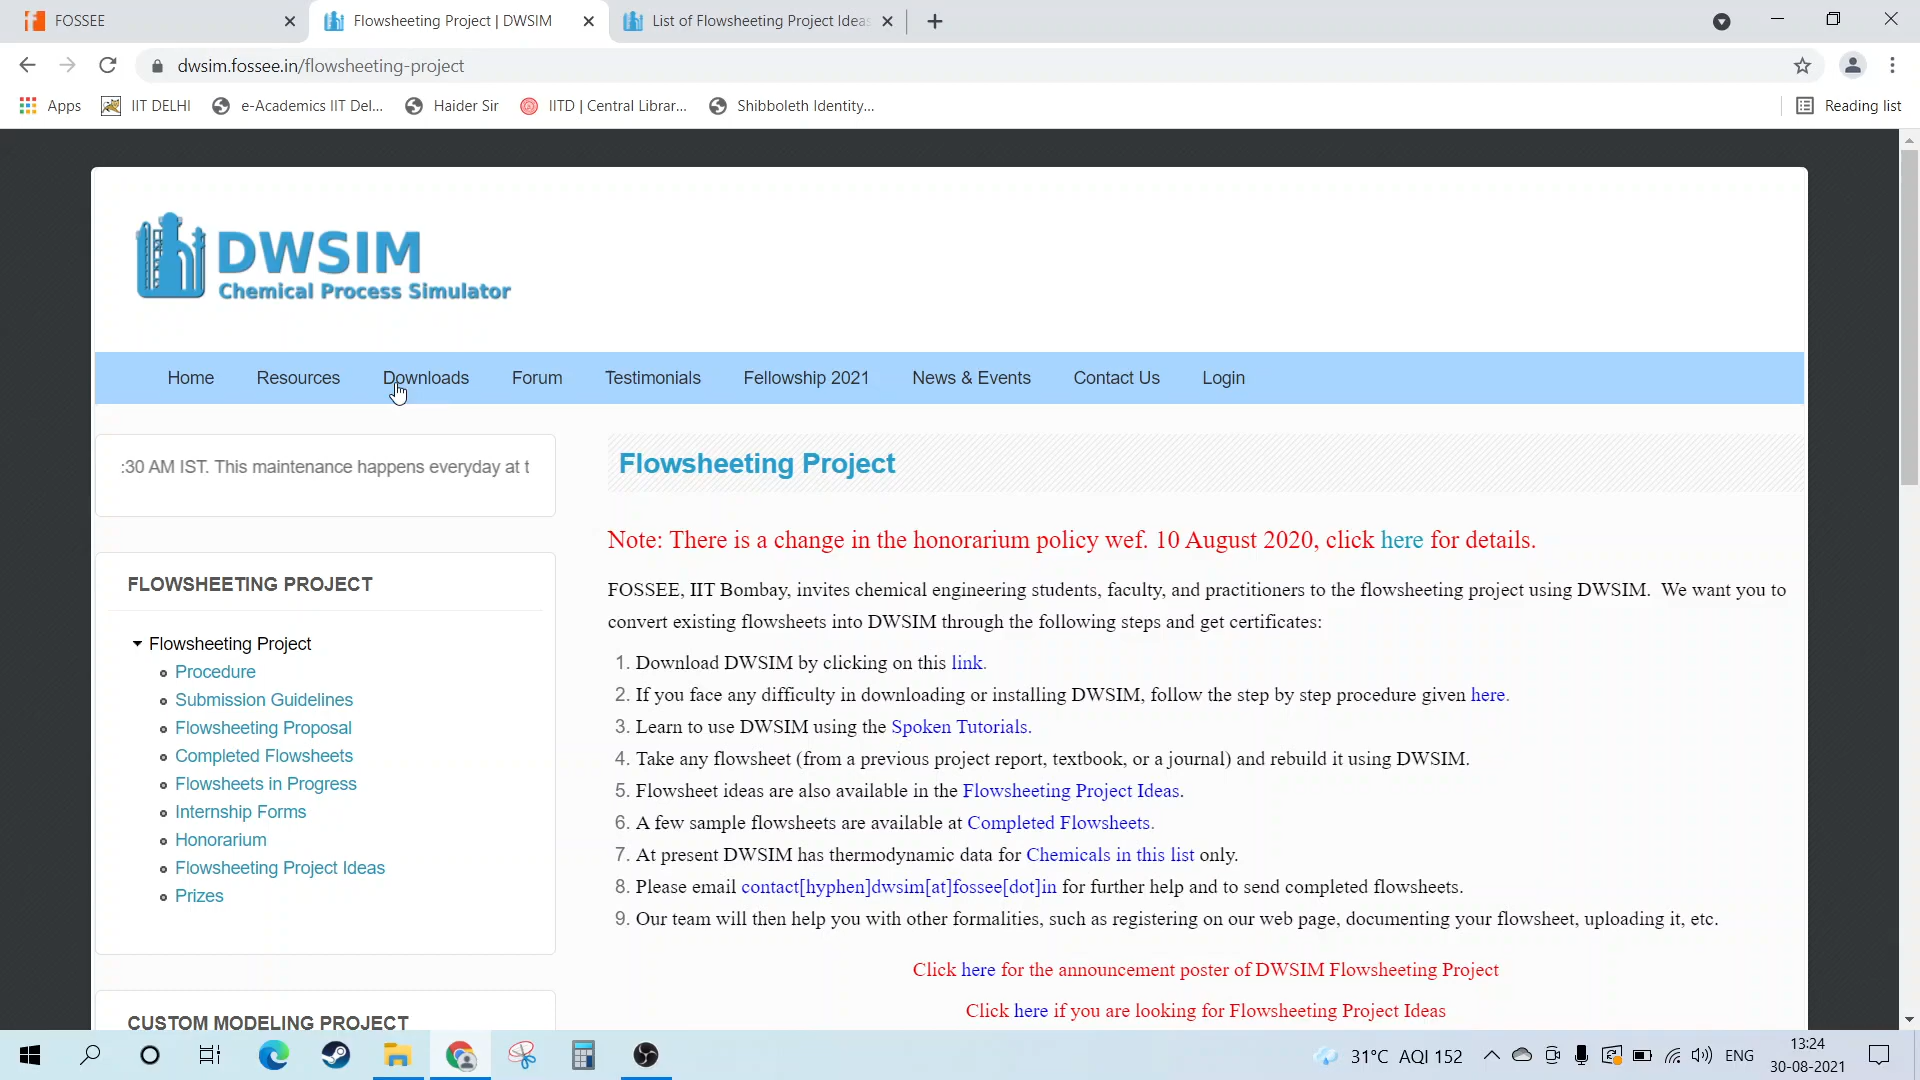 FOSSEE
Flowsheeting Project | DWSIM
List of Flowsheeting Project Ideas
dwsim.fossee.in/flowsheeting-project
Apps
IIT DELHI
e-Academics IIT Del...
Haider Sir
IITD | Central Librar...
Shibboleth Identity...
Reading list
DWSIM
Chemical Process Simulator
Home
Resources
Downloads
Forum
Testimonials
Fellowship 2021
News & Events
Contact Us
Login
:30 AM IST. This maintenance happens everyday at t
FLOWSHEETING PROJECT
Flowsheeting Project
Procedure
Submission Guidelines
Flowsheeting Proposal
Completed Flowsheets
Flowsheets in Progress
Internship Forms
Honorarium
Flowsheeting Project Ideas
Prizes
CUSTOM MODELING PROJECT
Flowsheeting Project
Note: There is a change in the honorarium policy wef. 10 August 2020, click here for details.
FOSSEE, IIT Bombay, invites chemical engineering students, faculty, and practitioners to the flowsheeting project using DWSIM. We want you to
convert existing flowsheets into DWSIM through the following steps and get certificates:
1. Download DWSIM by clicking on this link.
2. If you face any difficulty in downloading or installing DWSIM, follow the step by step procedure given here.
3. Learn to use DWSIM using the Spoken Tutorials.
4. Take any flowsheet (from a previous project report, textbook, or a journal) and rebuild it using DWSIM.
5. Flowsheet ideas are also available in the Flowsheeting Project Ideas.
6. A few sample flowsheets are available at Completed Flowsheets.
7. At present DWSIM has thermodynamic data for Chemicals in this list only.
8. Please email contact[hyphen]dwsim[at]fossee[dot]in for further help and to send completed flowsheets.
9. Our team will then help you with other formalities, such as registering on our web page, documenting your flowsheet, uploading it, etc.
Click here for the announcement poster of DWSIM Flowsheeting Project
Click here if you are looking for Flowsheeting Project Ideas
31°C AQI 152
ENG
13:24
30-08-2021